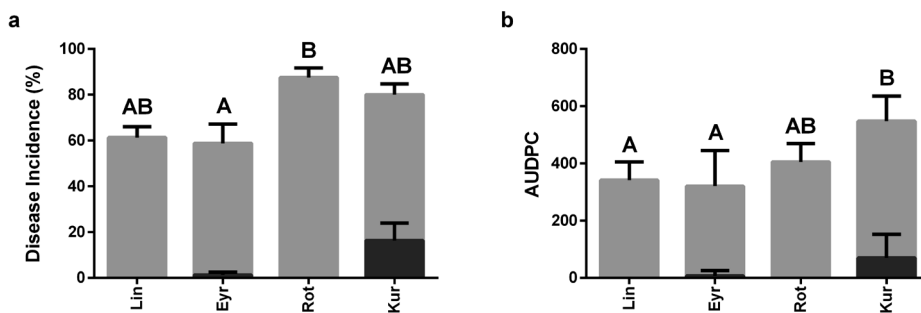 a
Disease Incidence (%)
100
80
60
40
20
0
AB
A
B
AB
Lin
Eyr
Rot
Kur
b
AUDPC
800
600
400
200
0
A
A
AB
B
Lin
Eyr
Rot
Kur